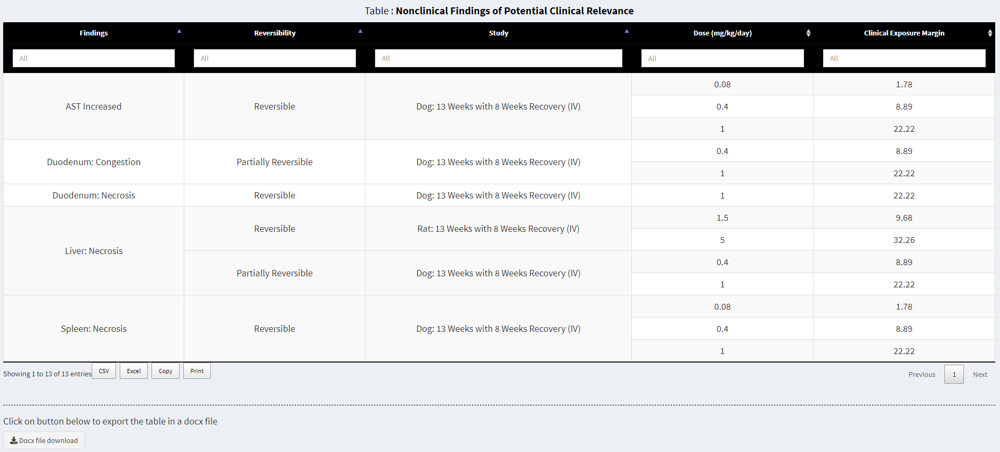 Table : Nonclinical Findings of Potential Clinical Relevance
Findings Reversibility Study Dose (mg/kg/day) Clinical Exposure Margin
All All All All All
AST Increased Reversible Dog: 13 Weeks with 8 Weeks Recovery (IV) 0.08 1.78
0.4 8.89
1 22.22
Duodenum: Congestion Partially Reversible Dog: 13 Weeks with 8 Weeks Recovery (IV) 0.4 8.89
1 22.22
Duodenum: Necrosis Reversible Dog: 13 Weeks with 8 Weeks Recovery (IV) 1 22.22
Liver: Necrosis Reversible Rat: 13 Weeks with 8 Weeks Recovery (IV) 1.5 9.68
5 32.26
Partially Reversible Dog: 13 Weeks with 8 Weeks Recovery (IV) 0.4 8.89
1 22.22
Spleen: Necrosis Reversible Dog: 13 Weeks with 8 Weeks Recovery (IV) 0.08 1.78
0.4 8.89
1 22.22
Showing 1 to 13 of 13 entries CSV Excel Copy Print Previous 1 Next
Click on button below to export the table in a docx file
Docx file download